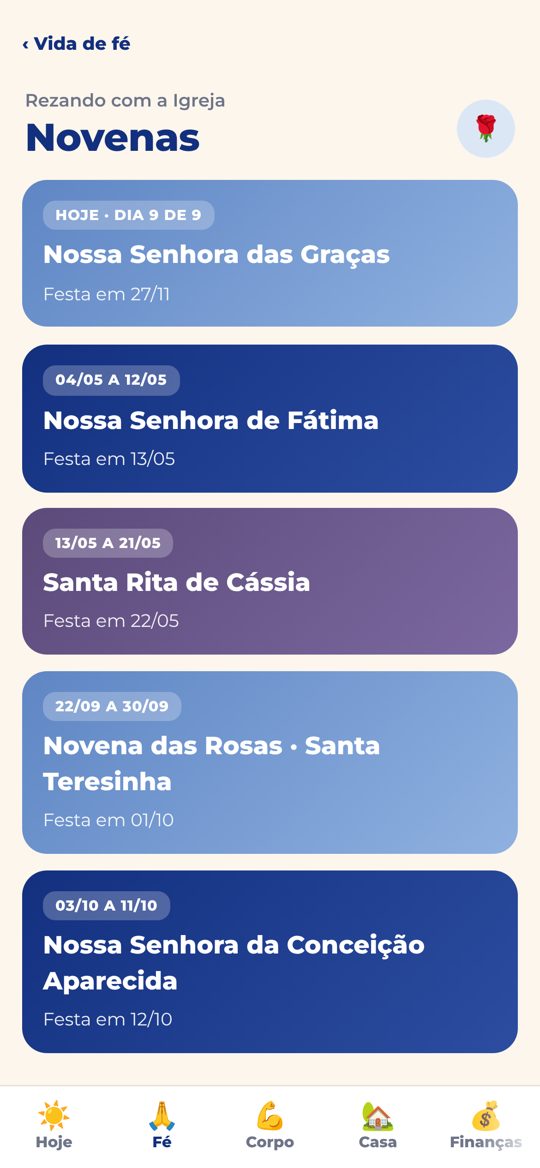 ‹ Vida de fé
Rezando com a Igreja
Novenas
HOJE · DIA 9 DE 9
Nossa Senhora das Graças
Festa em 27/11
04/05 A 12/05
Nossa Senhora de Fátima
Festa em 13/05
13/05 A 21/05
Santa Rita de Cássia
Festa em 22/05
22/09 A 30/09
Novena das Rosas · Santa
Teresinha
Festa em 01/10
03/10 A 11/10
Nossa Senhora da Conceição
Aparecida
Festa em 12/10
Hoje
Fé
Corpo
Casa
Finanças